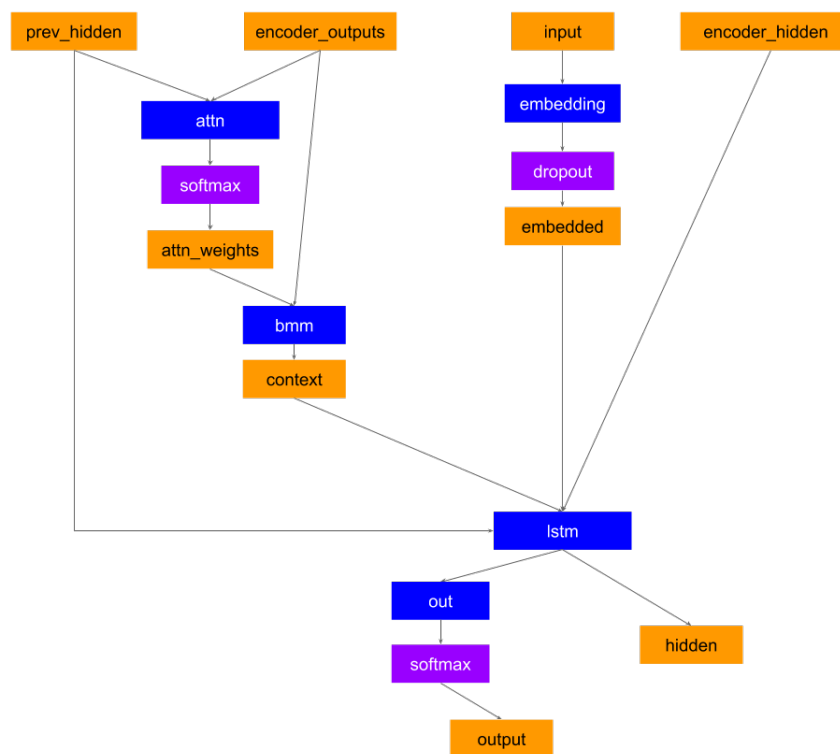 prev_hidden
encoder_outputs
input
encoder_hidden
attn
embedding
softmax
dropout
attn_weights
embedded
bmm
context
lstm
out
hidden
softmax
output